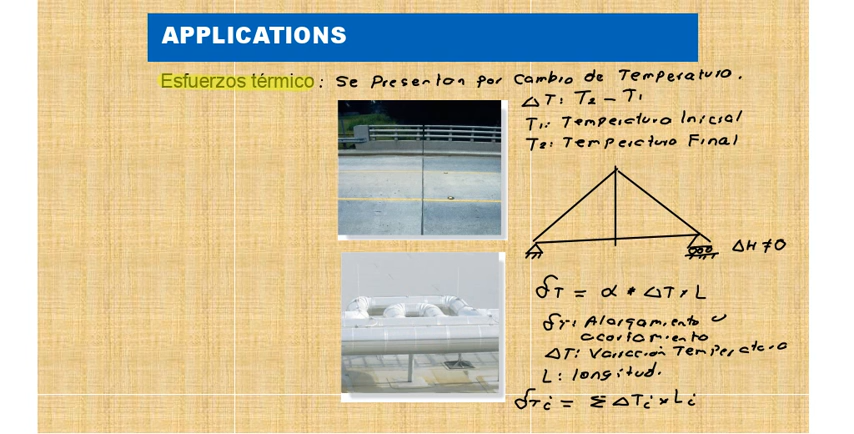 APPLICATIONS
Esfuerzos térmico: Se Presentan por Cambio de Temperatura.
ΔT: T2 - T1
T1: Temperatura Inicial
T2: Temperatura Final
ΔH ≠ 0
δT = α * ΔT * L
δT: Alargamiento o
acortamiento
ΔT: Variación Temperatura
L: longitud.
δTi = Σ ΔTi * Li